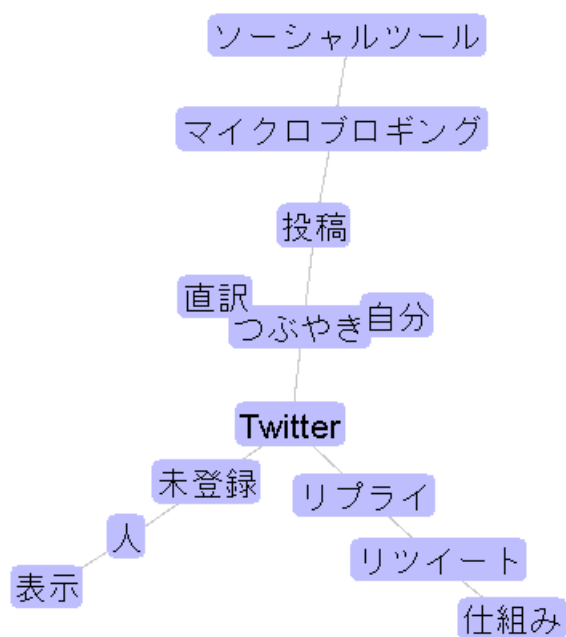 ソーシャルツール
マイクロブロギング
投稿
直訳
つぶやき
自分
Twitter
未登録
リプライ
人
リツイート
表示
仕組み